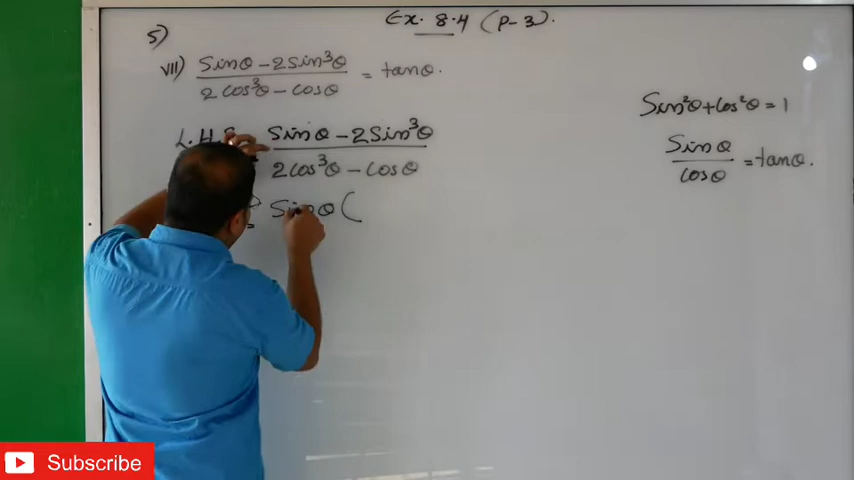 Ex. 8.4 (P-3).
5)
VII) Sinθ - 2Sin³θ / 2cos³θ - cosθ = tanθ.
L.H.S Sinθ - 2Sin³θ / 2cos³θ - cosθ
= Sinθ (
Sin²θ + cos²θ = 1
Sinθ / cosθ = tanθ.
Subscribe